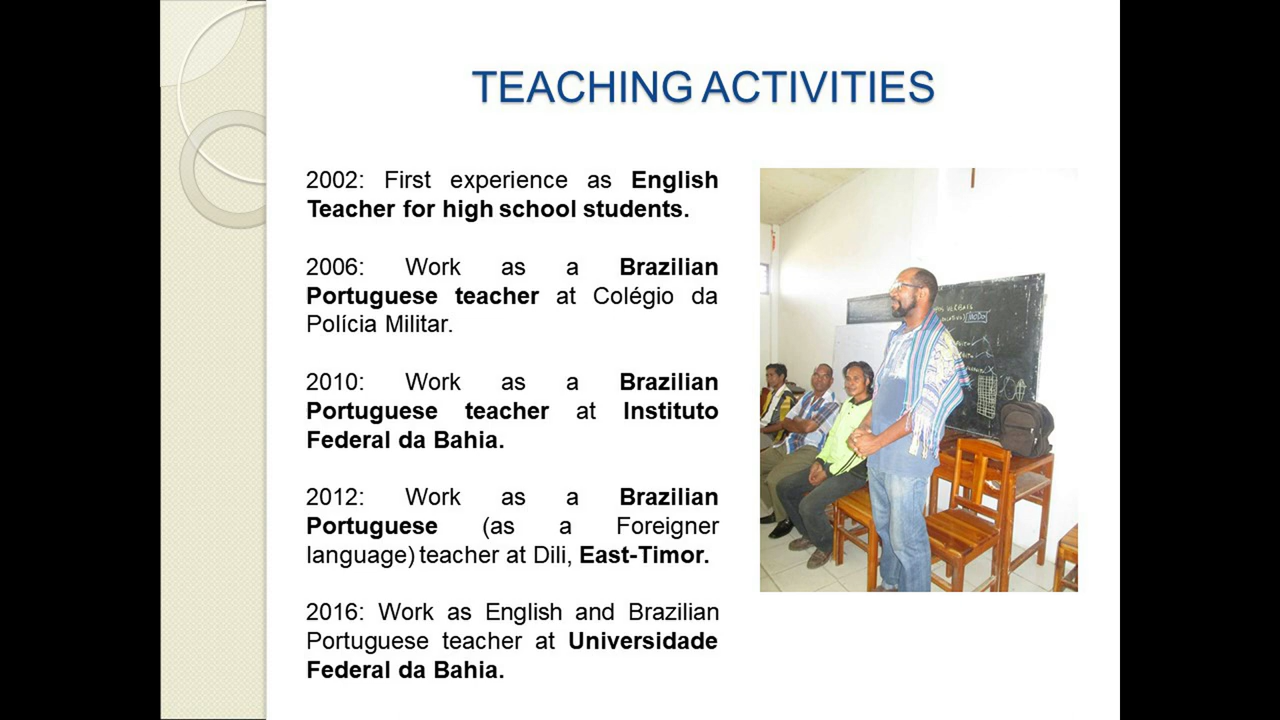 TEACHING ACTIVITIES
2002: First experience as English
Teacher for high school students.
2006: Work as a Brazilian
Portuguese teacher at Colégio da
Polícia Militar.
2010: Work as a Brazilian
Portuguese teacher at Instituto
Federal da Bahia.
2012: Work as a Brazilian
Portuguese (as a Foreigner
language) teacher at Dili, East-Timor.
2016: Work as English and Brazilian
Portuguese teacher at Universidade
Federal da Bahia.
VERBAIS
MODO